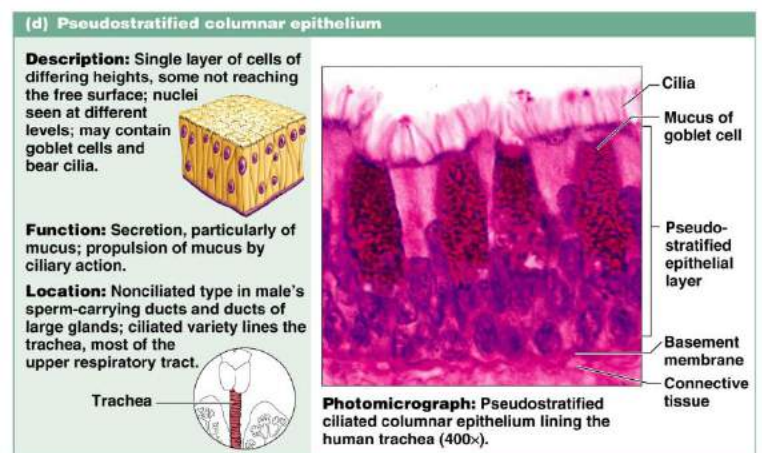 (d) Pseudostratified columnar epithelium
Description: Single layer of cells of
differing heights, some not reaching
the free surface; nuclei
seen at different
levels; may contain
goblet cells and
bear cilia.
Function: Secretion, particularly of
mucus; propulsion of mucus by
ciliary action.
Location: Nonciliated type in male's
sperm-carrying ducts and ducts of
large glands; ciliated variety lines the
trachea, most of the
upper respiratory tract.
Trachea
Cilia
Mucus of
goblet cell
Pseudo-
stratified
epithelial
layer
Basement
membrane
Connective
tissue
Photomicrograph: Pseudostratified
ciliated columnar epithelium lining the
human trachea (400×).